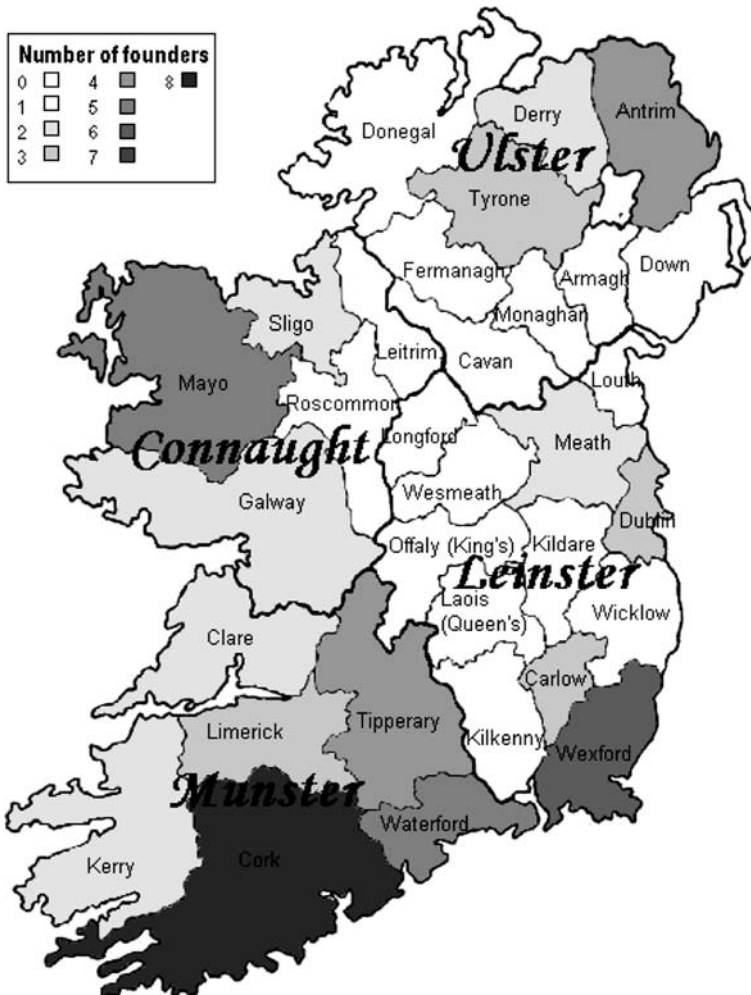 Number of founders
0 4 8
1 5
2 6
3 7
Derry
Antrim
Donegal
Ulster
Tyrone
Fermanagh
Armagh
Down
Monaghan
Sligo
Leitrim
Cavan
Mayo
Louth
Roscommon
Longford
Meath
Connaught
Wesmeath
Galway
Dublin
Offaly (King's)
Kildare
Leinster
Laois
(Queen's)
Wicklow
Clare
Carlow
Limerick
Tipperary
Kilkenny
Wexford
Munster
Waterford
Cork
Kerry